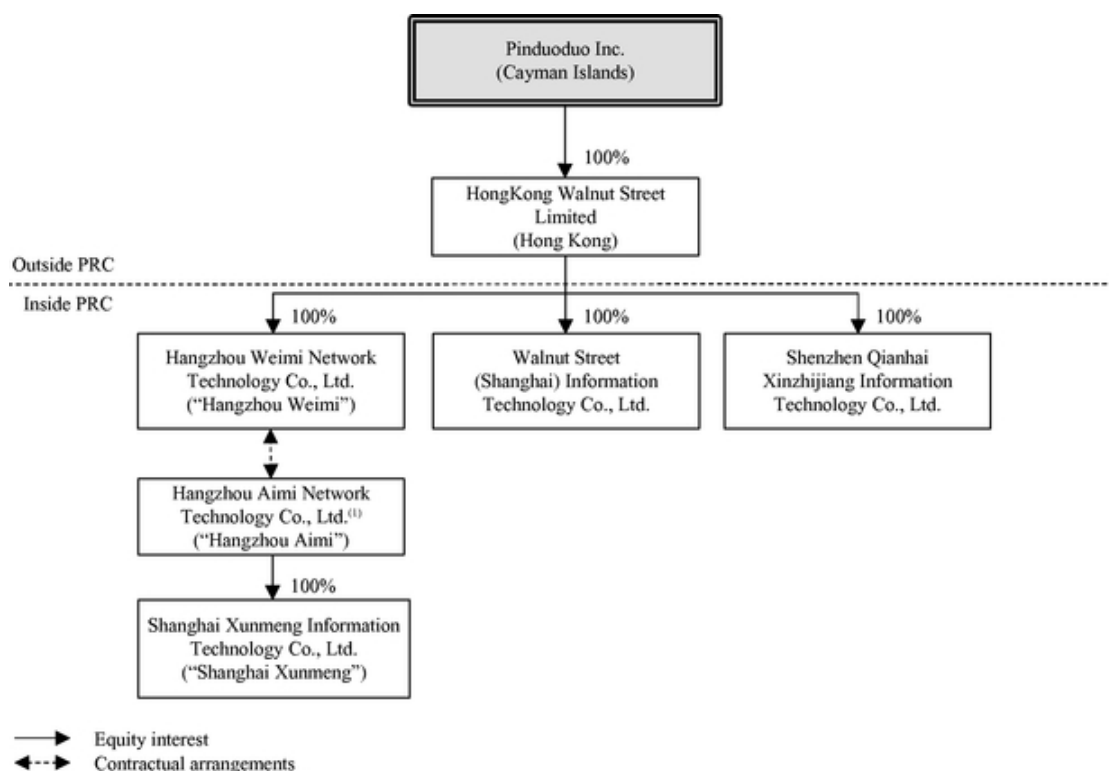 Pinduoduo Inc.
(Cayman Islands)
100%
HongKong Walnut Street
Limited
(Hong Kong)
Outside PRC
Inside PRC
100%
100%
100%
Hangzhou Weimi Network
Technology Co., Ltd.
(“Hangzhou Weimi”)
Walnut Street
(Shanghai) Information
Technology Co., Ltd.
Shenzhen Qianhai
Xinzhijiang Information
Technology Co., Ltd.
Hangzhou Aimi Network
Technology Co., Ltd.(1)
(“Hangzhou Aimi”)
100%
Shanghai Xunmeng Information
Technology Co., Ltd.
(“Shanghai Xunmeng”)
Equity interest
Contractual arrangements